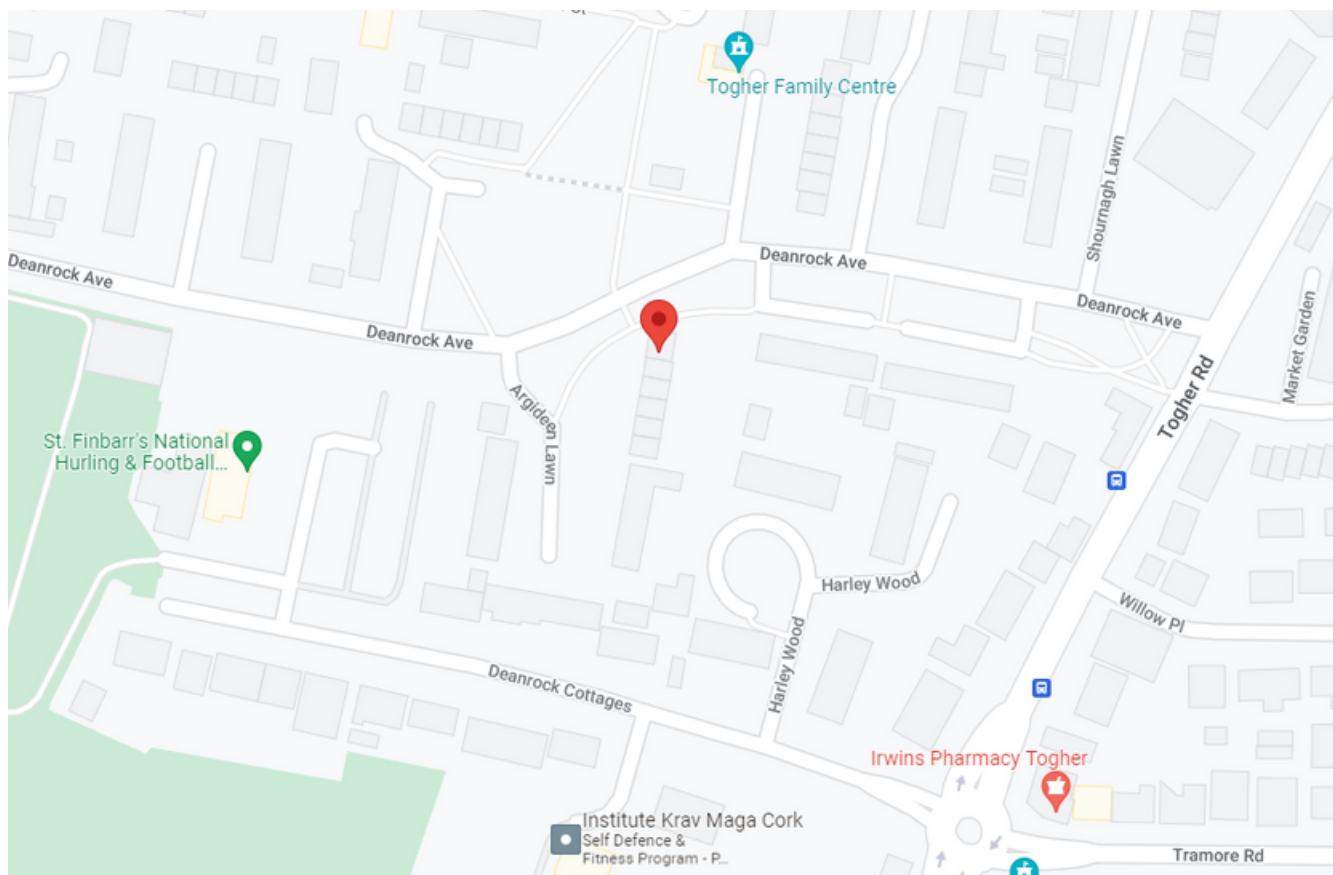 Togher Family Centre
Shournagh Lawn
Deanrock Ave
Deanrock Ave
Deanrock Ave
Deanrock Ave
Market Garden
Togher Rd
Argideen Lawn
St. Finbarr's National
Hurling & Football...
Harley Wood
Willow Pl
Harley Wood
Deanrock Cottages
Irwins Pharmacy Togher
Institute Krav Maga Cork
Self Defence &
Fitness Program - P...
Tramore Rd